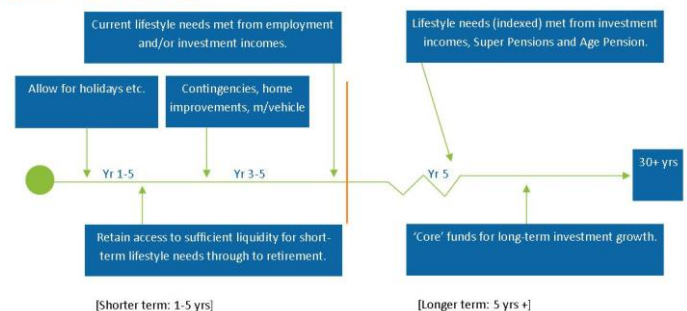 Current lifestyle needs met from employment
and/or investment incomes.
Lifestyle needs (indexed) met from investment
incomes, Super Pensions and Age Pension.
Allow for holidays etc.
Contingencies, home
improvements, m/vehicle
Yr 1-5
Yr 3-5
Yr 5
30+ yrs
Retain access to sufficient liquidity for short-
term lifestyle needs through to retirement.
'Core' funds for long-term investment growth.
[Shorter term: 1-5 yrs]
[Longer term: 5 yrs +]